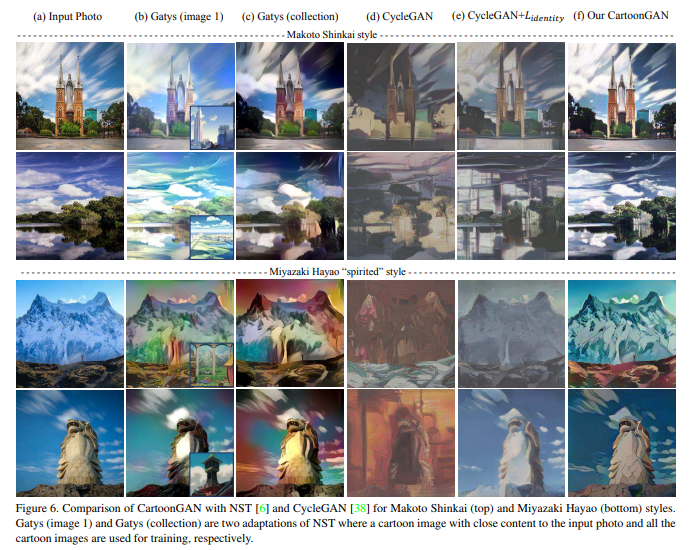 (a) Input Photo (b) Gatys (image 1) (c) Gatys (collection) (d) CycleGAN (e) CycleGAN+L_identity (f) Our CartoonGAN
Makoto Shinkai style
Miyazaki Hayao “spirited” style
Figure 6. Comparison of CartoonGAN with NST [6] and CycleGAN [38] for Makoto Shinkai (top) and Miyazaki Hayao (bottom) styles.
Gatys (image 1) and Gatys (collection) are two adaptations of NST where a cartoon image with close content to the input photo and all the
cartoon images are used for training, respectively.